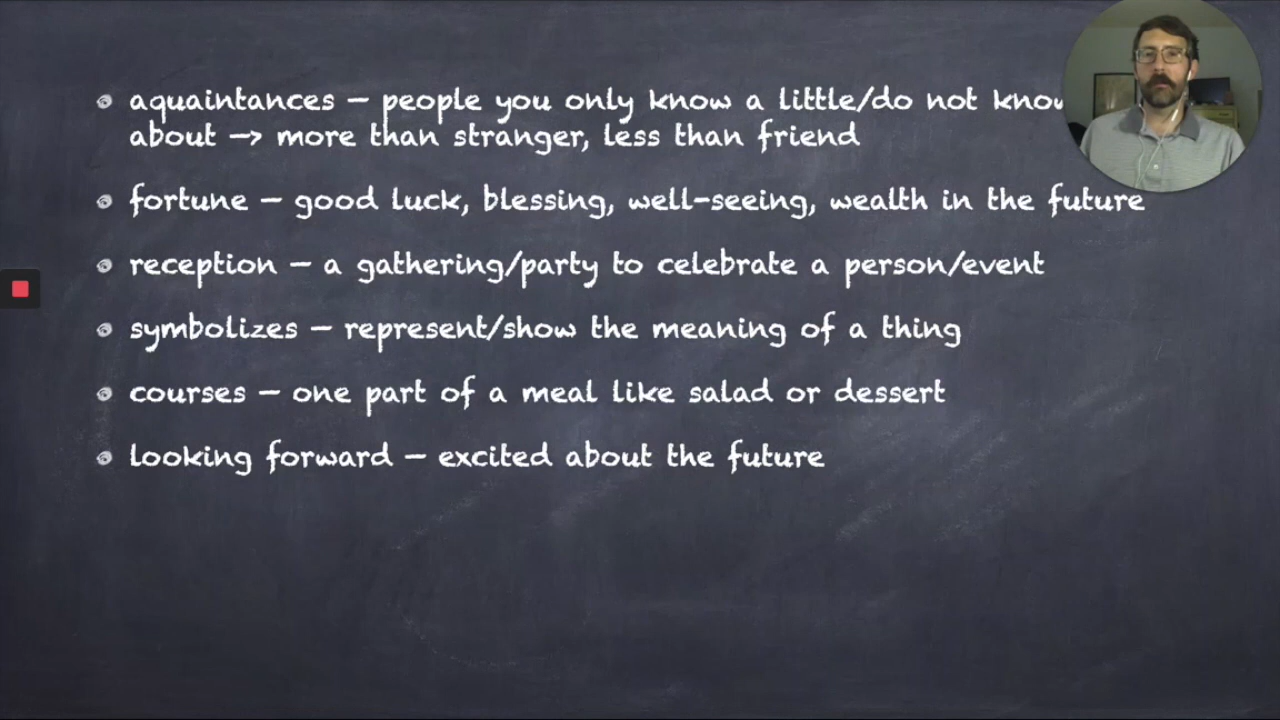 aquaintances – people you only know a little/do not know
about –> more than stranger, less than friend
fortune – good luck, blessing, well-seeing, wealth in the future
reception – a gathering/party to celebrate a person/event
symbolizes – represent/show the meaning of a thing
courses – one part of a meal like salad or dessert
looking forward – excited about the future